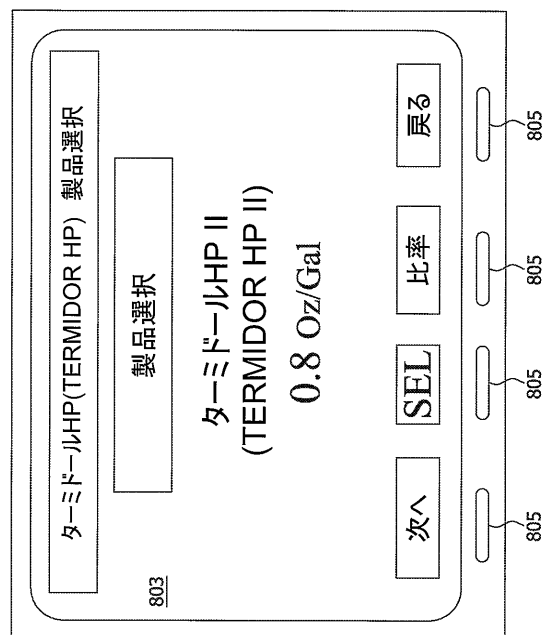 ターミドールHP(TERMIDOR HP) 製品選択
製品選択
ターミドールHP II
(TERMIDOR HP II)
0.8 Oz/Gal
次へ
SEL
比率
戻る
803
805
805
805
805